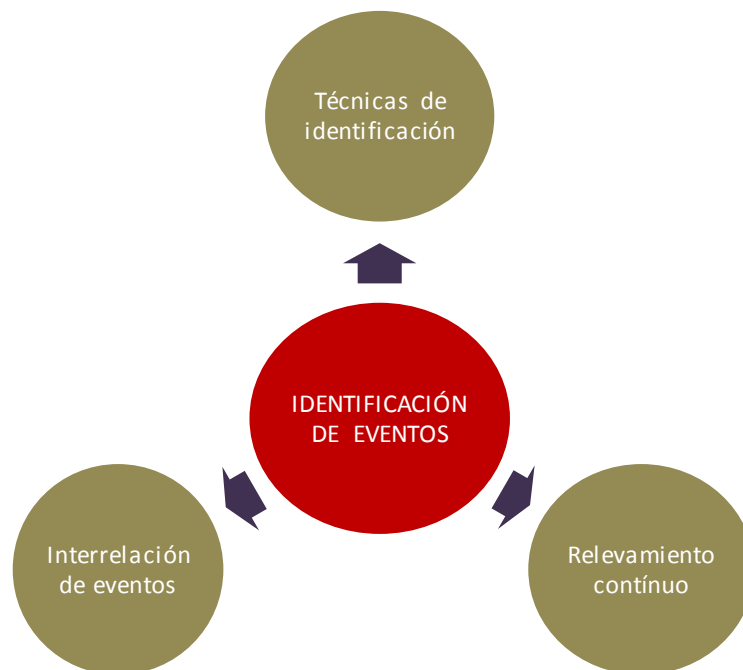 Técnicas de
identificación
IDENTIFICACIÓN
DE EVENTOS
Interrelación
de eventos
Relevamiento
contínuo